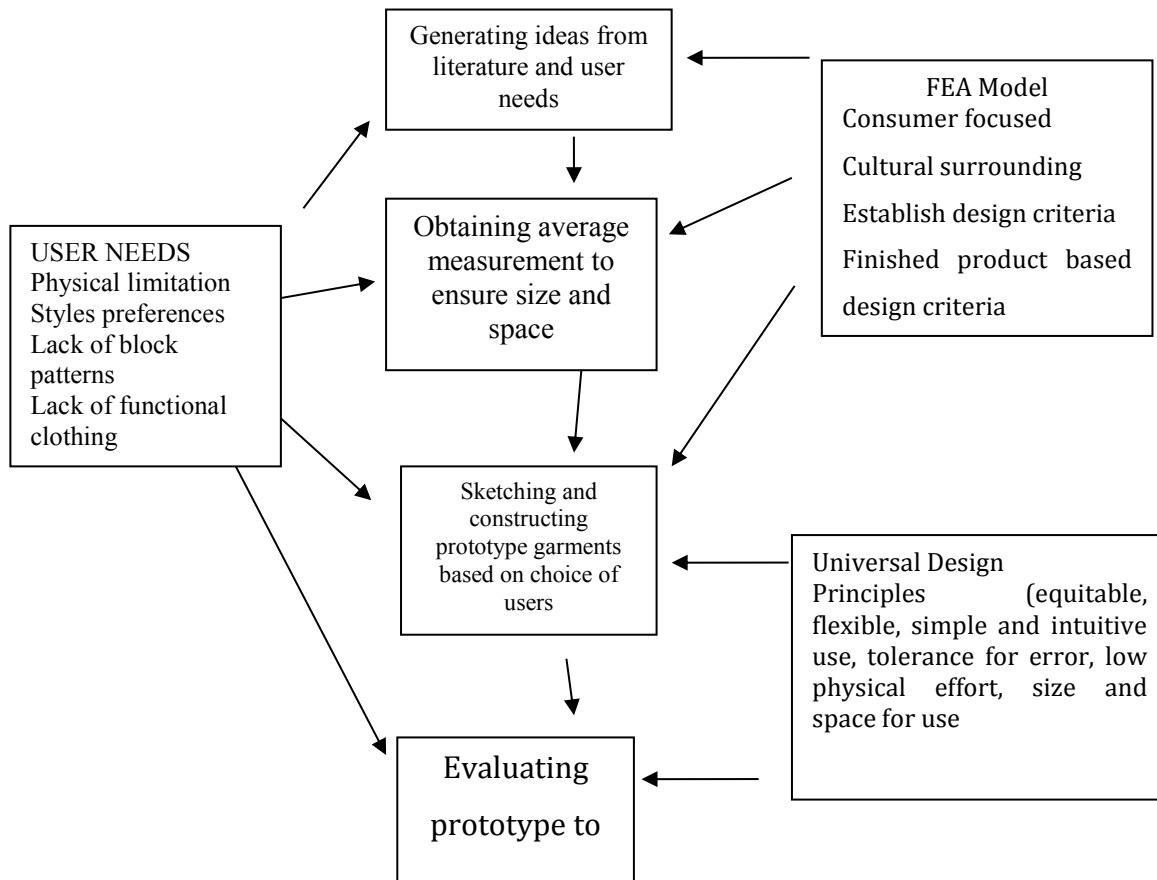 Generating ideas from
literature and user
needs
FEA Model
Consumer focused
Cultural surrounding
Establish design criteria
Finished product based
design criteria
Obtaining average
measurement to
ensure size and
space
USER NEEDS
Physical limitation
Styles preferences
Lack of block
patterns
Lack of functional
clothing
Sketching and
constructing
prototype garments
based on choice of
users
Universal Design
Principles (equitable,
flexible, simple and intuitive
use, tolerance for error, low
physical effort, size and
space for use
Evaluating
prototype to